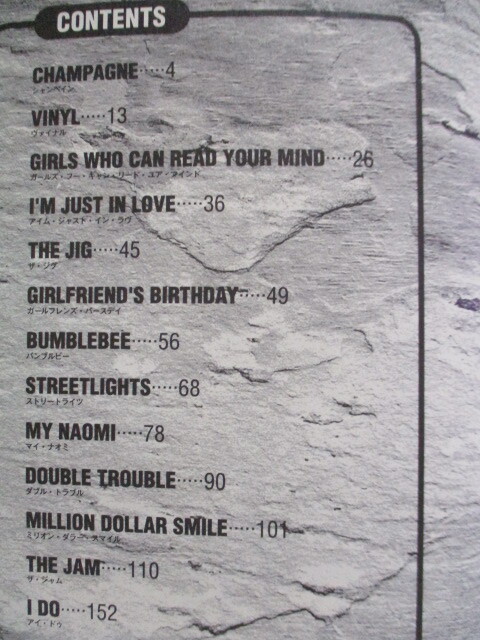 CONTENTS
CHAMPAGNE·····4
シャンペイン
VINYL·····13
ヴァイナル
GIRLS WHO CAN READ YOUR MIND·····26
ガールズ・フー・キャン・リード・ユア・マインド
I'M JUST IN LOVE·····36
アイム・ジャスト・イン・ラヴ
THE JIG·····45
ザ・ジグ
GIRLFRIEND'S BIRTHDAY·····49
ガールフレンズ・バースデイ
BUMBLEBEE·····56
バンブルビー
STREETLIGHTS·····68
ストリートライツ
MY NAOMI·····78
マイ・ナオミ
DOUBLE TROUBLE·····90
ダブル・トラブル
MILLION DOLLAR SMILE·····101
ミリオン・ダラー・スマイル
THE JAM·····110
ザ・ジャム
I DO·····152
アイ・ドゥ